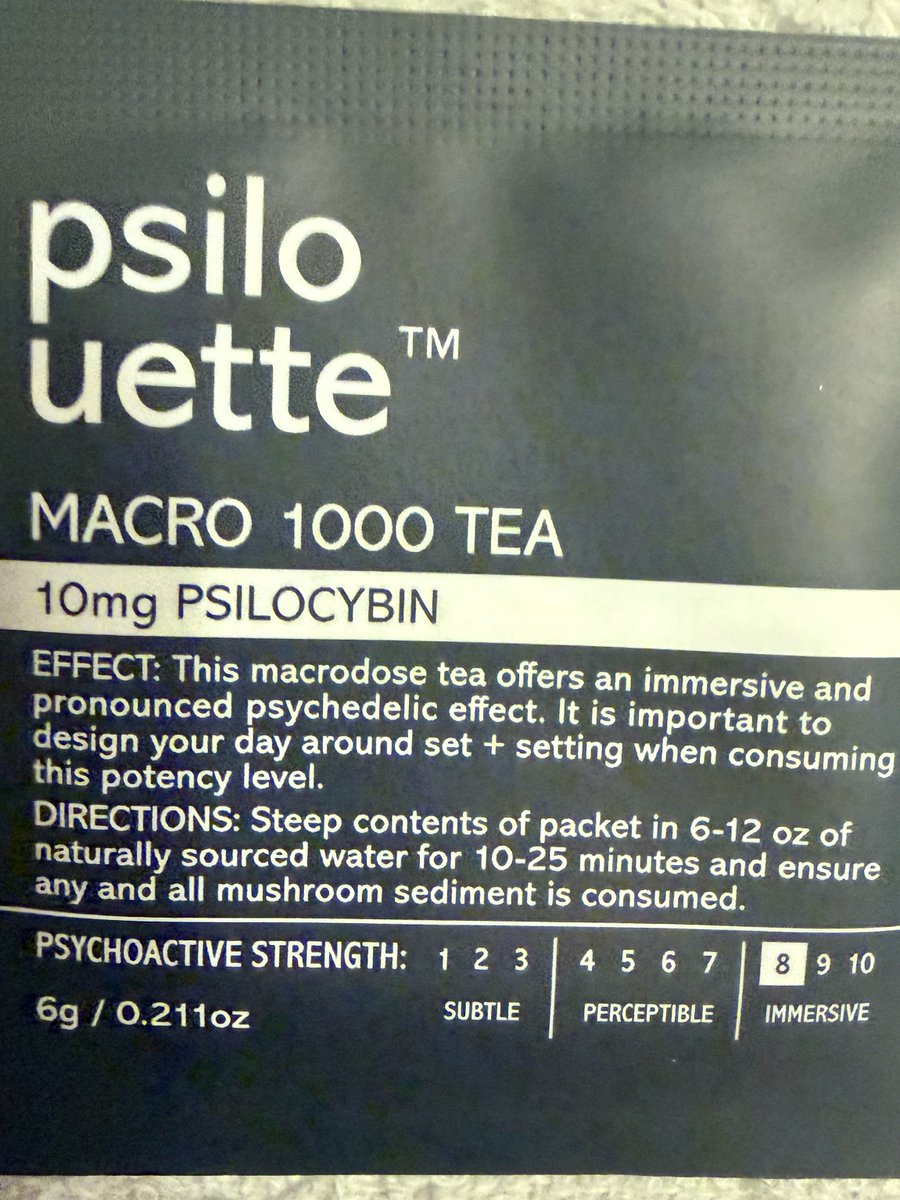 psilo
uette™
MACRO 1000 TEA
10mg PSILOCYBIN
EFFECT: This macrodose tea offers an immersive and
pronounced psychedelic effect. It is important to
design your day around set + setting when consuming
this potency level.
DIRECTIONS: Steep contents of packet in 6-12 oz of
naturally sourced water for 10-25 minutes and ensure
any and all mushroom sediment is consumed.
PSYCHOACTIVE STRENGTH: 1 2 3 4 5 6 7 8 9 10
6g / 0.211oz SUBTLE PERCEPTIBLE IMMERSIVE